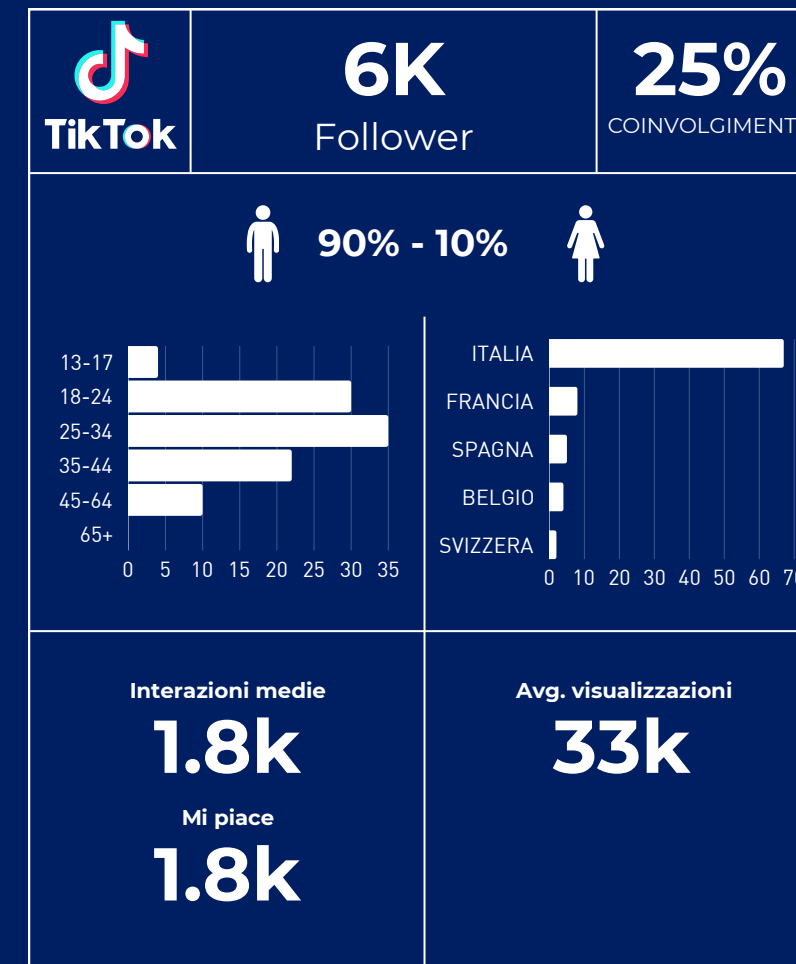 TikTok
6K
Follower
25%
COINVOLGIMENT
90% - 10%
13-17
18-24
25-34
35-44
45-64
65+
0 5 10 15 20 25 30 35
ITALIA
FRANCIA
SPAGNA
BELGIO
SVIZZERA
0 10 20 30 40 50 60 70
Interazioni medie
1.8k
Mi piace
1.8k
Avg. visualizzazioni
33k